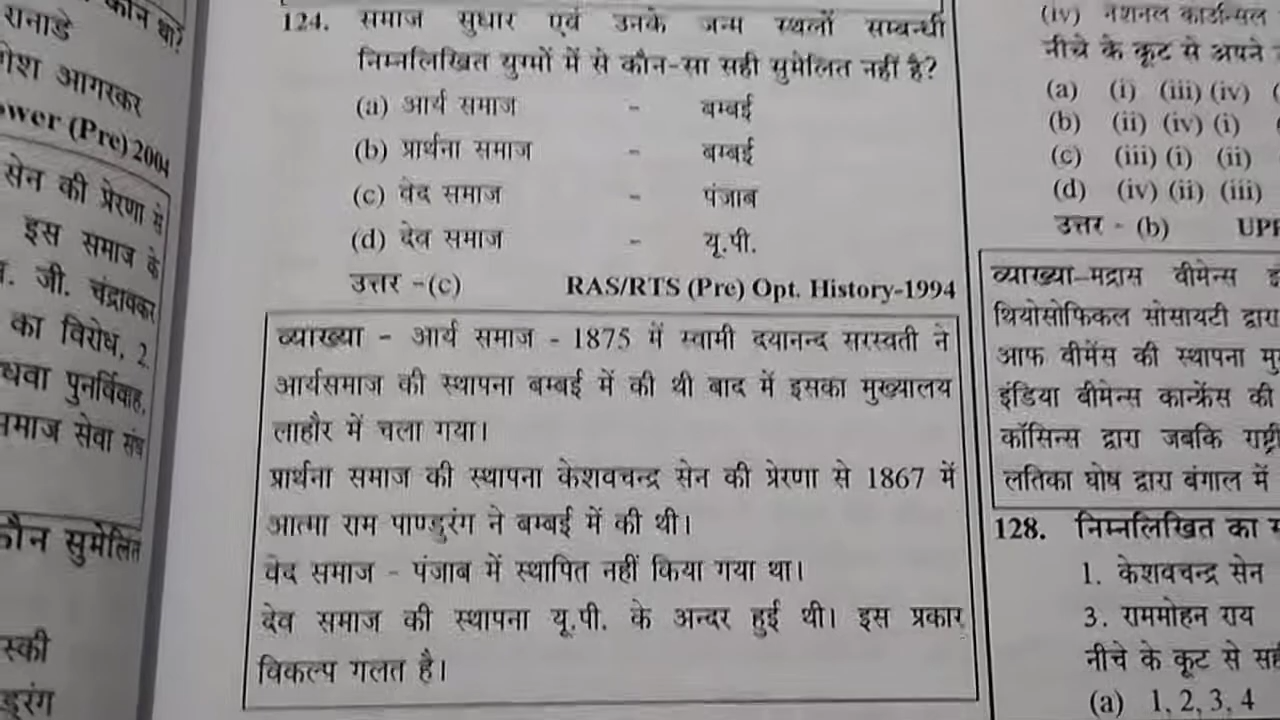 कौन था?
रानाडे
आगरकर
(Pre) 2004
सेन की प्रेरणा से
इस समाज के
जी. चंद्रावकर
का विरोध, 2.
पुनर्विवाह,
समाज सेवा संघ
सुमेलित
124. समाज सुधार एवं उनके जन्म स्थलों सम्बन्धी
निम्नलिखित युग्मों में से कौन-सा सही सुमेलित नहीं है?
(a) आर्य समाज - बम्बई
(b) प्रार्थना समाज - बम्बई
(c) वेद समाज - पंजाब
(d) देव समाज - यू.पी.
उत्तर -(c) RAS/RTS (Pre) Opt. History-1994
व्याख्या - आर्य समाज - 1875 में स्वामी दयानन्द सरस्वती ने
आर्यसमाज की स्थापना बम्बई में की थी बाद में इसका मुख्यालय
लाहौर में चला गया।
प्रार्थना समाज की स्थापना केशवचन्द्र सेन की प्रेरणा से 1867 में
आत्मा राम पाण्डुरंग ने बम्बई में की थी।
वेद समाज - पंजाब में स्थापित नहीं किया गया था।
देव समाज की स्थापना यू.पी. के अन्दर हुई थी। इस प्रकार
विकल्प गलत है।
(iv) नेशनल काउन्सिल
नीचे के कूट से अपने
(a) (i) (iii) (iv)
(b) (ii) (iv) (i)
(c) (iii) (i) (ii)
(d) (iv) (ii) (iii)
उत्तर - (b)
व्याख्या-मद्रास वीमेन्स
थियोसोफिकल सोसायटी द्वारा
आफ वीमेंस की स्थापना
इंडिया वीमेन्स कान्फ्रेंस की
कॉसिन्स द्वारा जबकि
लतिका घोष द्वारा बंगाल में
128. निम्नलिखित का
1. केशवचन्द्र सेन
3. राममोहन राय
नीचे के कूट से
(a) 1, 2, 3, 4